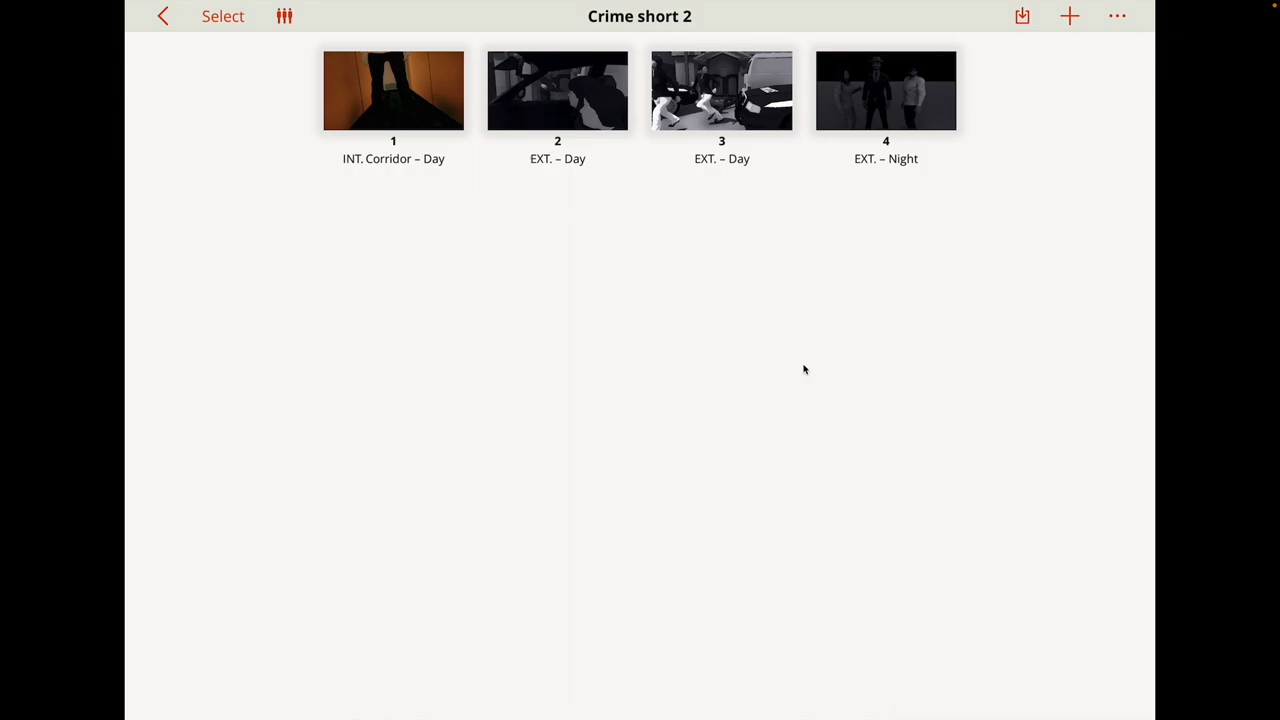 Select
Crime short 2
1
INT. Corridor – Day
2
EXT. – Day
3
EXT. – Day
4
EXT. – Night